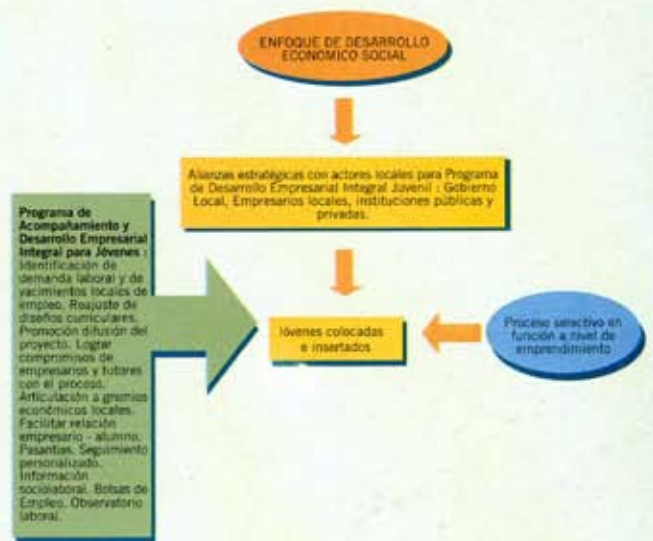 ENFOQUE DE DESARROLLO
ECONOMICO SOCIAL
Alianzas estratégicas con actores locales para Programa
de Desarrollo Empresarial Integral Juvenil : Gobierno
Local, Empresarios locales, instituciones públicas y
privadas.
Programa de
Acompañamiento y
Desarrollo Empresarial
Integral para Jóvenes :
Identificación de
demanda laboral y de
yacimientos locales de
empleo. Reajuste de
diseños curriculares.
Promoción difusión del
proyecto. Lograr
compromisos de
empresarios y tutores
con el proceso.
Articulación a gremios
económicos locales.
Facilitar relación
empresario - alumno.
Pasantías. Seguimiento
personalizado.
Información
sociolaboral. Bolsas de
Empleo. Observatorio
laboral.
Jóvenes colocadas
e insertados
Proceso selectivo en
función a nivel de
emprendimiento